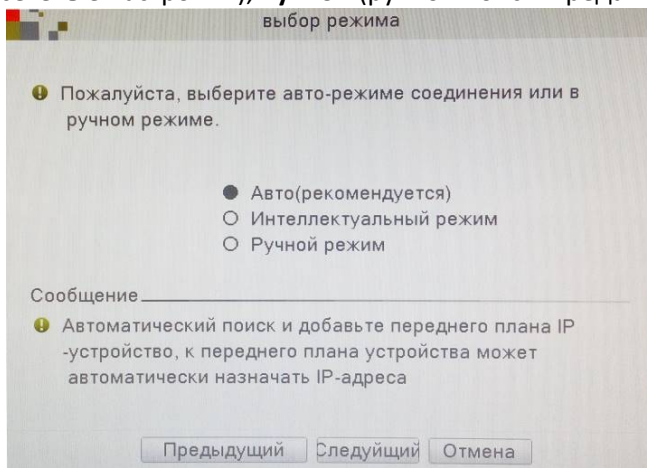 выбор режима
Пожалуйста, выберите авто-режиме соединения или в
ручном режиме.
Авто(рекомендуется)
Интеллектуальный режим
Ручной режим
Сообщение
Автоматический поиск и добавьте переднего плана IP
-устройство, к переднего плана устройства может
автоматически назначать IP-адреса
Предыдущий Следуйщий Отмена